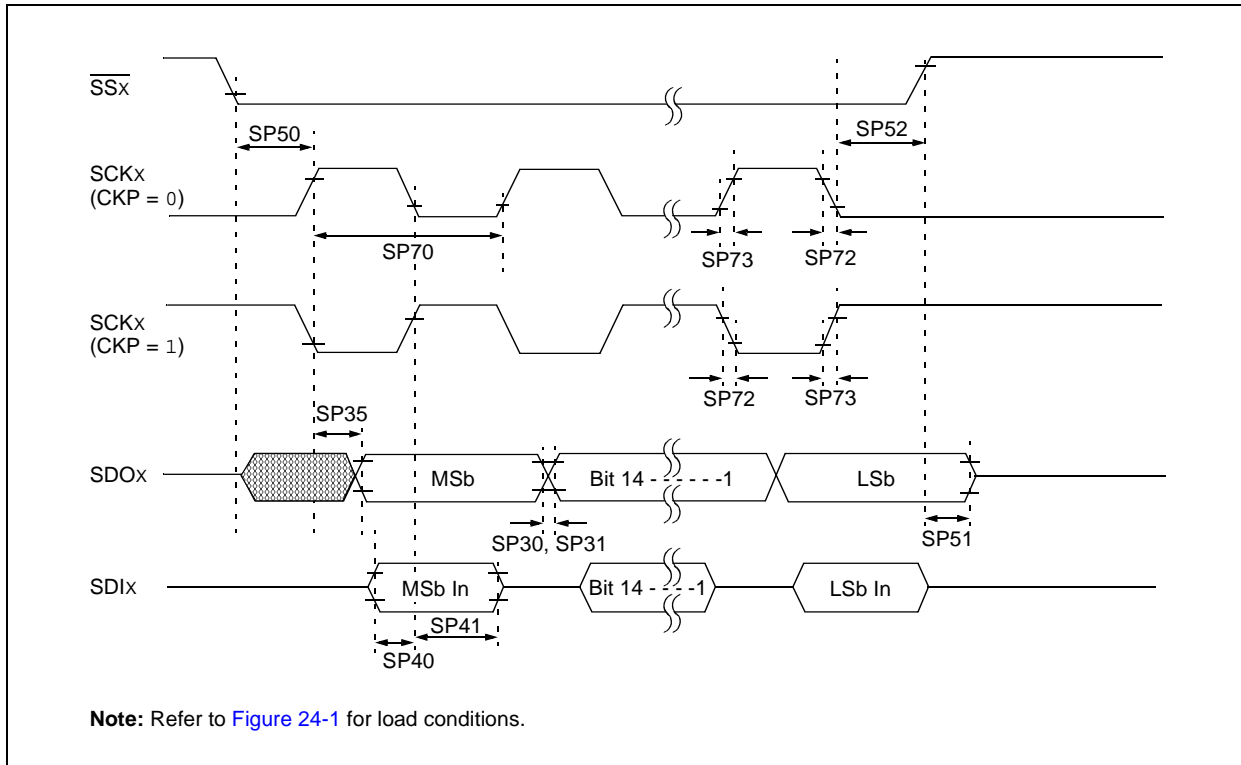 SSX
SP50
SP52
SCKX
(CKP = 0)
SP70
SP73
SP72
SCKX
(CKP = 1)
SP72
SP73
SP35
SDOX
MSb
Bit 14 - - - - - -1
LSb
SP30, SP31
SP51
SDIX
MSb In
Bit 14 - - - -1
LSb In
SP41
SP40
Note: Refer to Figure 24-1 for load conditions.